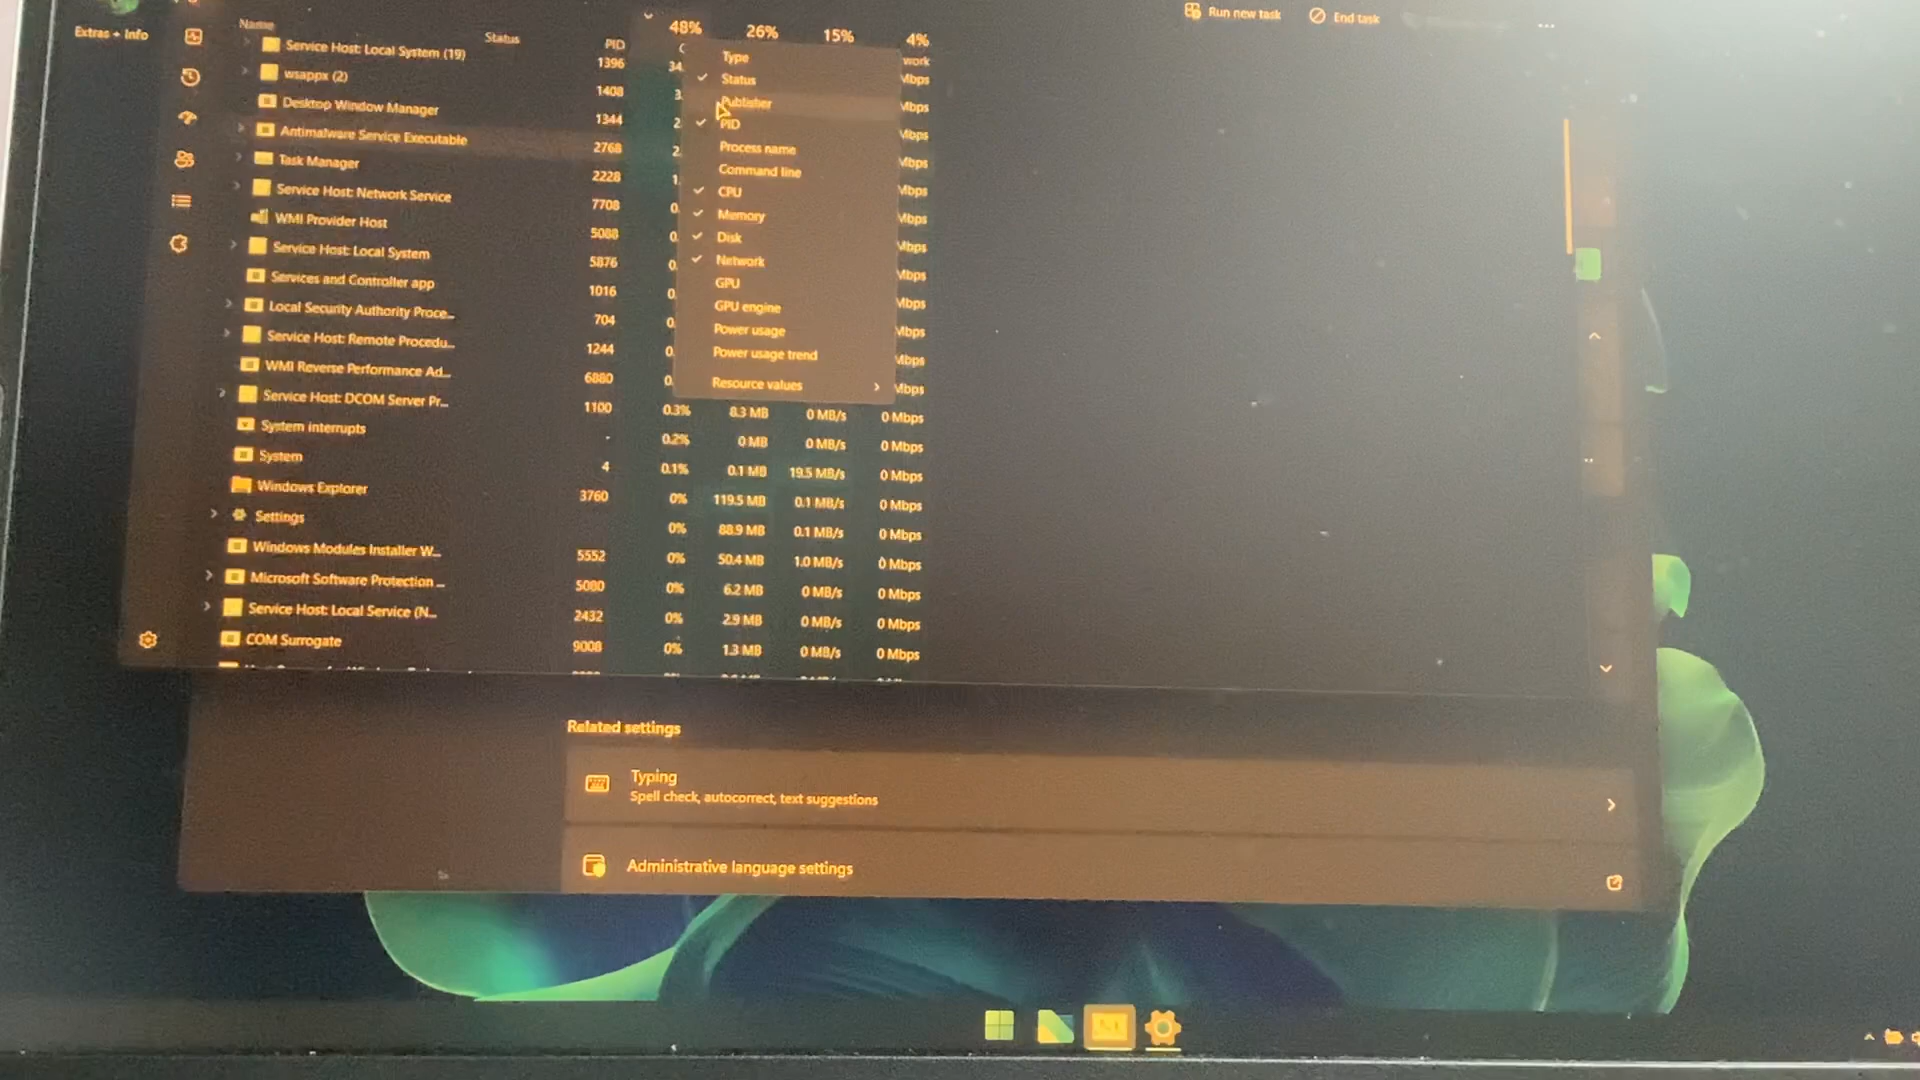 Extras + Info
Run new task
End task
Name
Status
PID
48%
26%
15%
4%
work
Service Host: Local System (19)
1396
wsappx (2)
1408
Desktop Window Manager
1344
Antimalware Service Executable
2768
Task Manager
2228
Service Host: Network Service
7708
WMI Provider Host
5088
Service Host: Local System
5876
Services and Controller app
1016
Local Security Authority Proce...
704
Service Host: Remote Procedu...
1244
WMI Reverse Performance Ad...
6880
Service Host: DCOM Server Pr...
1100
0.3% 8.3 MB 0 MB/s 0 Mbps
System interrupts
-
0.2% 0 MB 0 MB/s 0 Mbps
System
4
0.1% 0.1 MB 19.5 MB/s 0 Mbps
Windows Explorer
3760
0% 119.5 MB 0.1 MB/s 0 Mbps
Settings
0% 88.9 MB 0.1 MB/s 0 Mbps
Windows Modules Installer W...
5552
0% 50.4 MB 1.0 MB/s 0 Mbps
Microsoft Software Protection ...
5080
0% 6.2 MB 0 MB/s 0 Mbps
Service Host: Local Service (N...
2432
0% 2.9 MB 0 MB/s 0 Mbps
COM Surrogate
9008
0% 1.3 MB 0 MB/s 0 Mbps
Type
Status
Publisher
PID
Process name
Command line
CPU
Memory
Disk
Network
GPU
GPU engine
Power usage
Power usage trend
Resource values
Related settings
Typing
Spell check, autocorrect, text suggestions
Administrative language settings